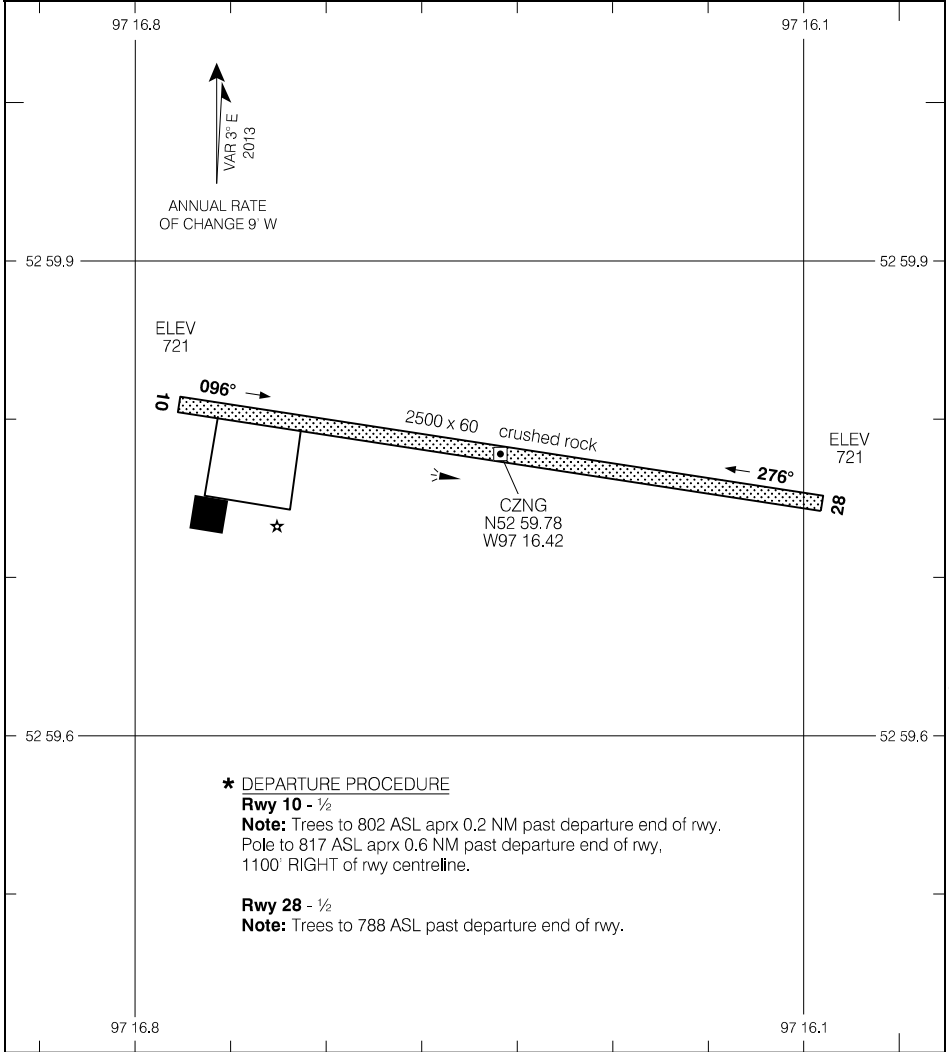 97 16.8
97 16.1
VAR 3° E
2013
ANNUAL RATE
OF CHANGE 9' W
52 59.9
52 59.9
ELEV
721
10
096°
2500 x 60
crushed rock
ELEV
721
276°
28
CZNG
N52 59.78
W97 16.42
52 59.6
52 59.6
* DEPARTURE PROCEDURE
Rwy 10 - ½
Note: Trees to 802 ASL aprx 0.2 NM past departure end of rwy.
Pole to 817 ASL aprx 0.6 NM past departure end of rwy,
1100' RIGHT of rwy centreline.
Rwy 28 - ½
Note: Trees to 788 ASL past departure end of rwy.
97 16.8
97 16.1